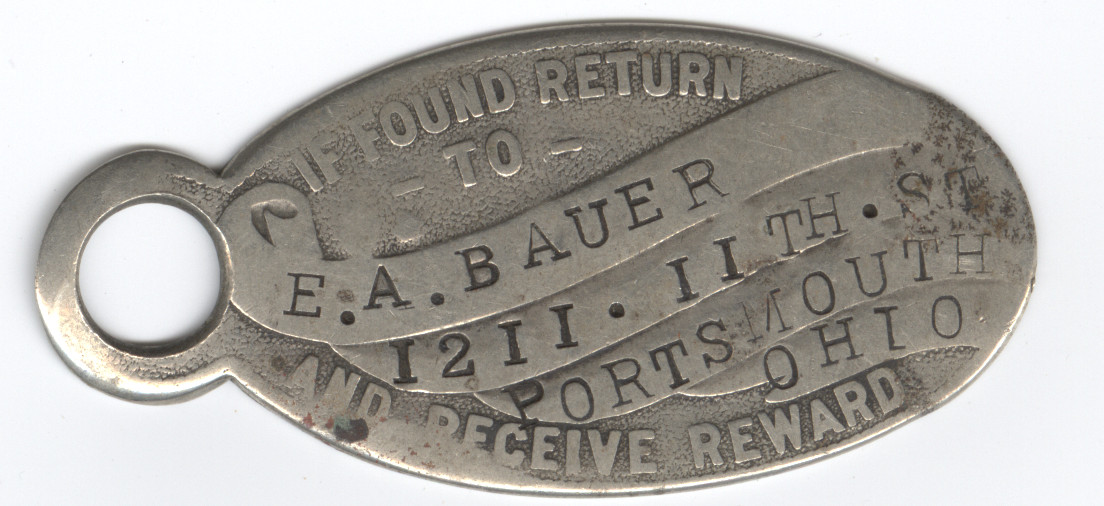 IF FOUND RETURN
- TO -
E.A.BAUER
1211. 11TH. ST
PORTSMOUTH
OHIO
AND RECEIVE REWARD